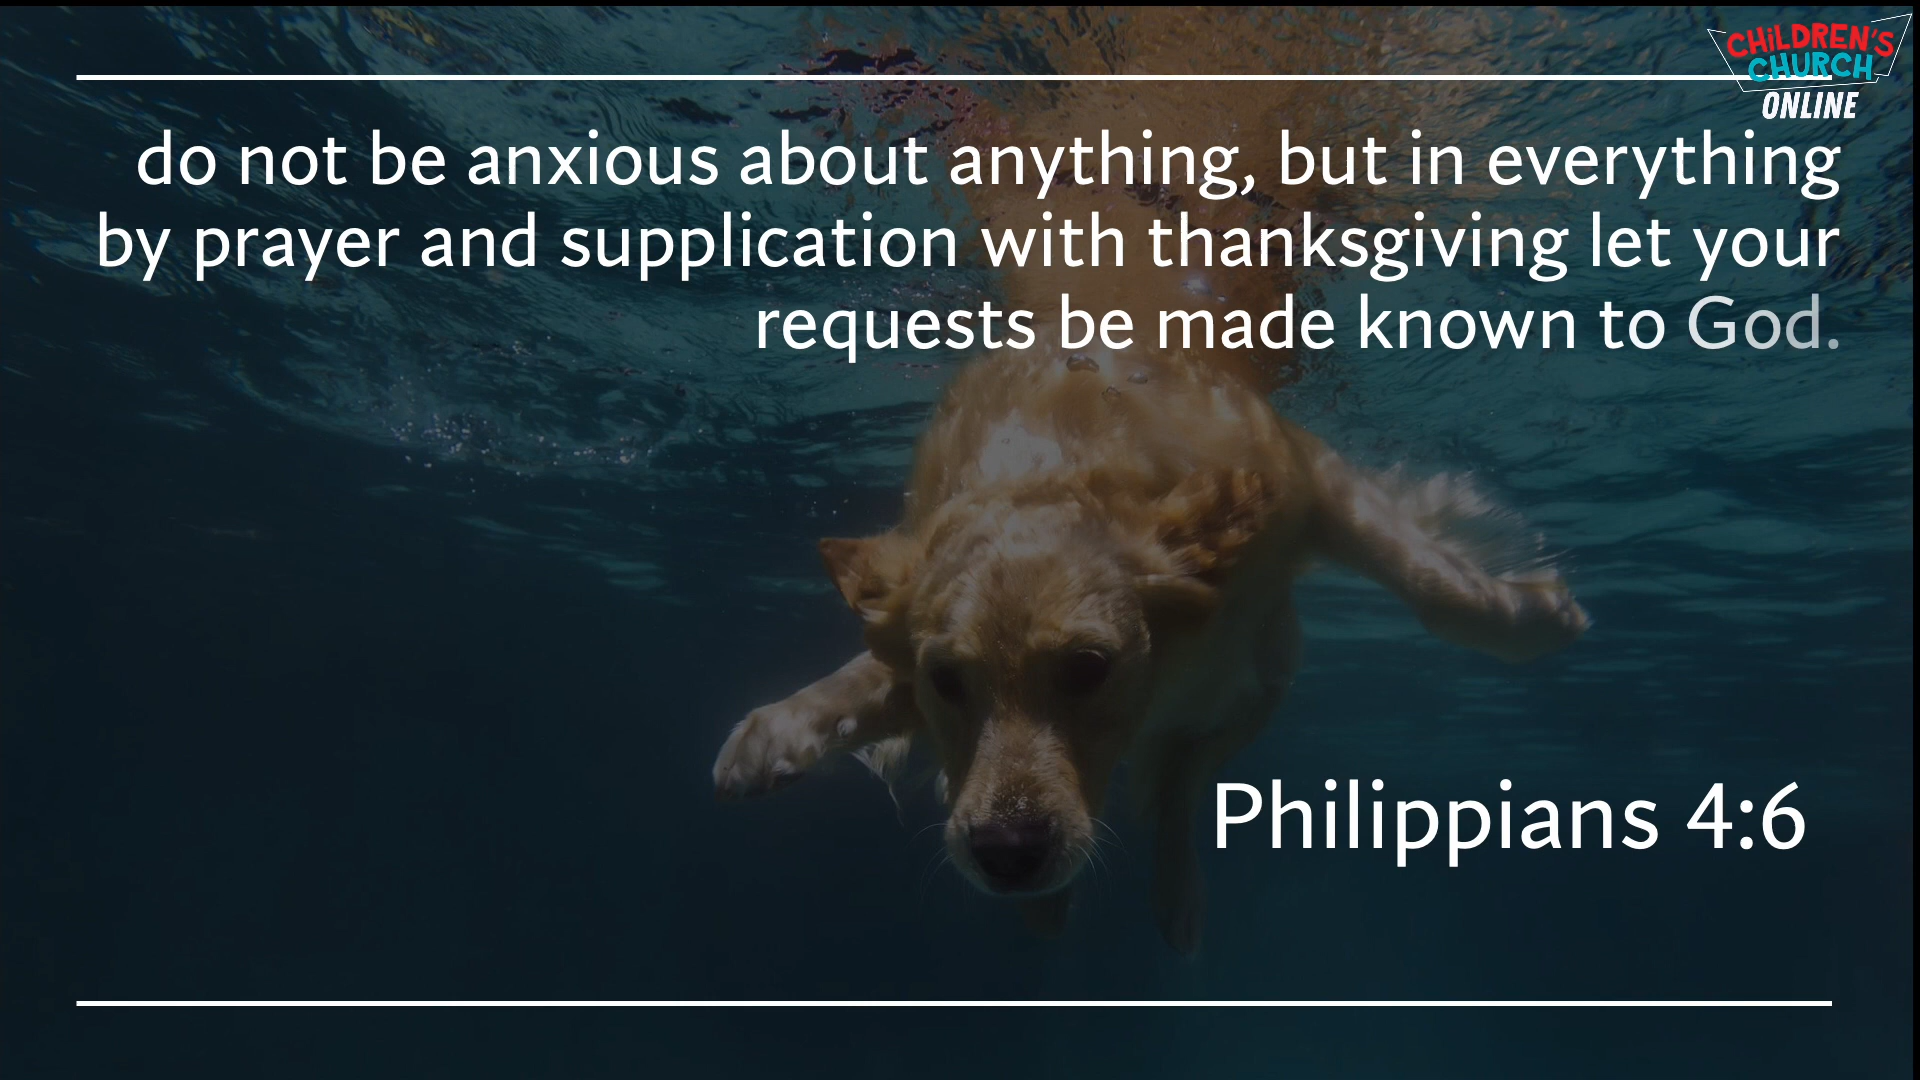 CHiLDREN'S
CHURCH
ONLINE
do not be anxious about anything, but in everything
by prayer and supplication with thanksgiving let your
requests be made known to God.
Philippians 4:6